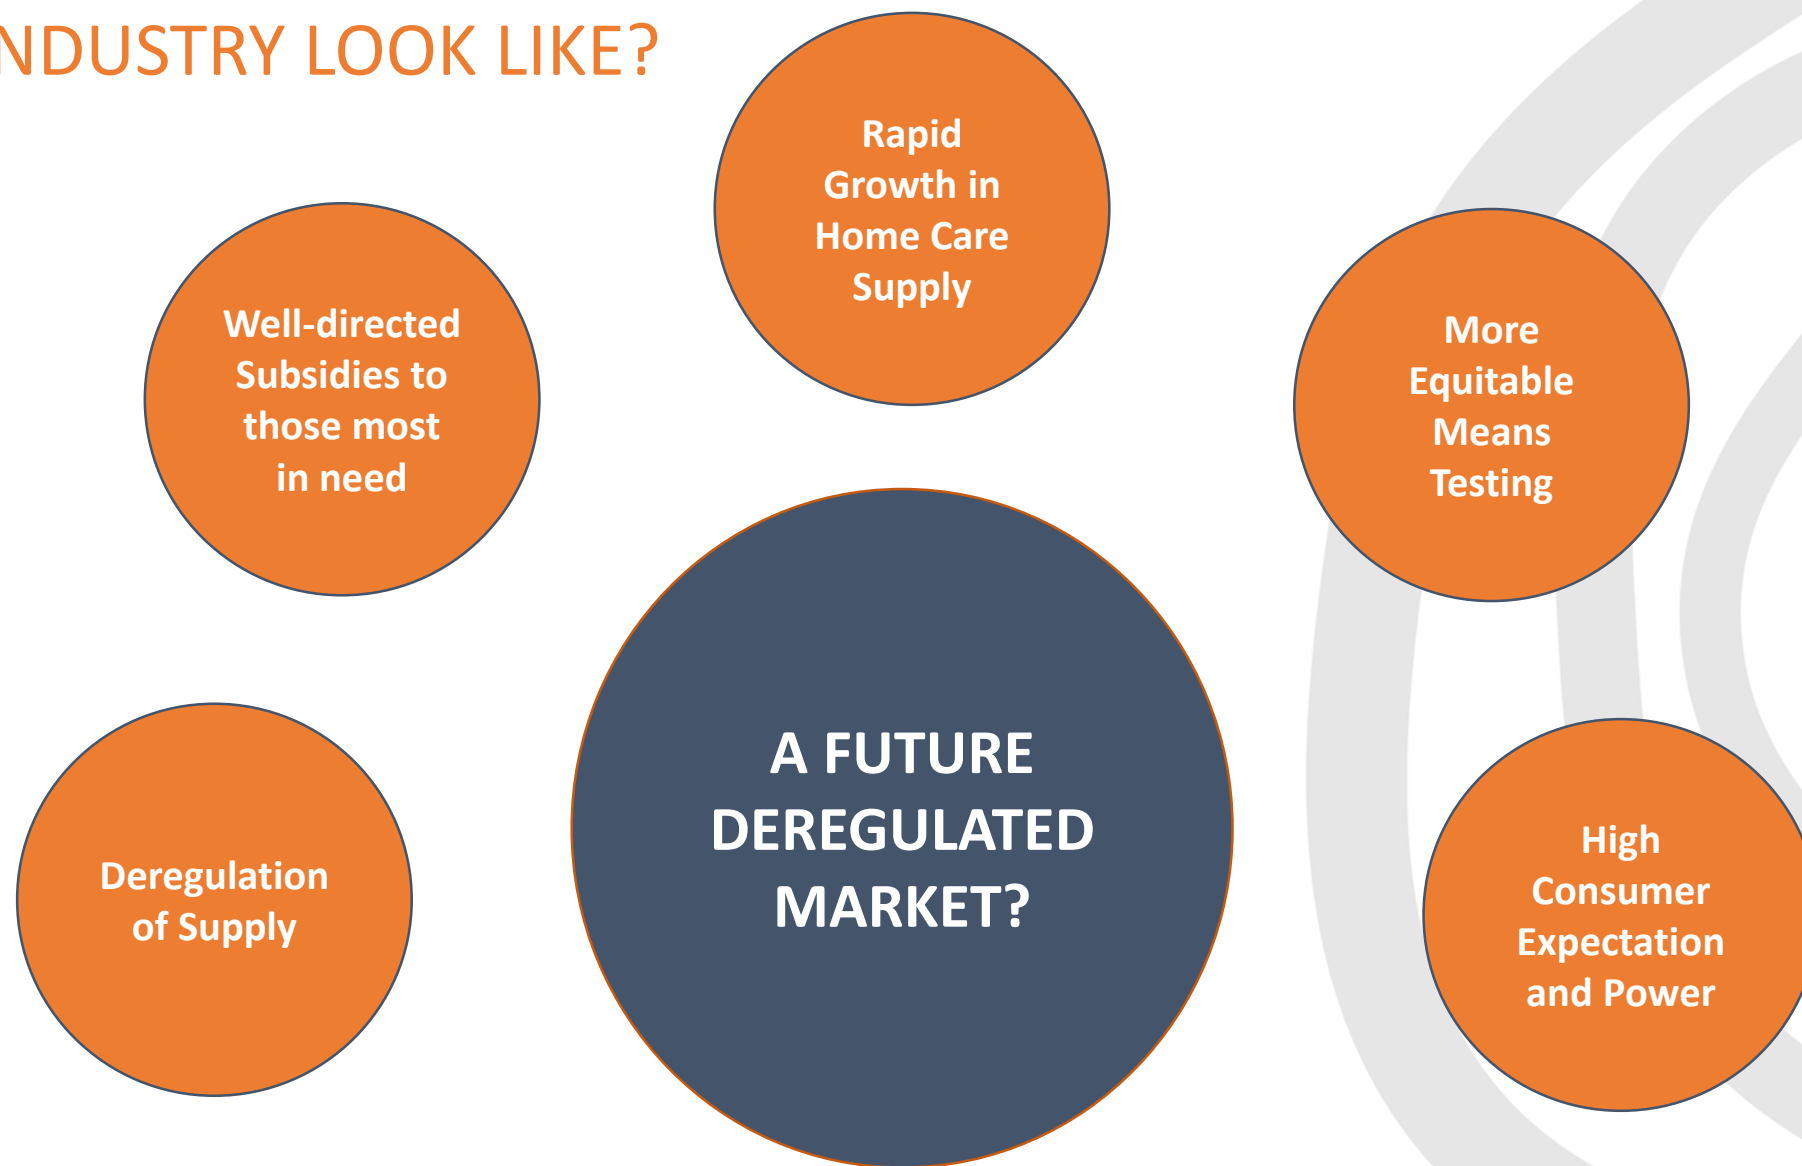 NDUSTRY LOOK LIKE?
Rapid
Growth in
Home Care
Supply
Well-directed
Subsidies to
those most
in need
More
Equitable
Means
Testing
A FUTURE
DEREGULATED
MARKET?
Deregulation
of Supply
High
Consumer
Expectation
and Power